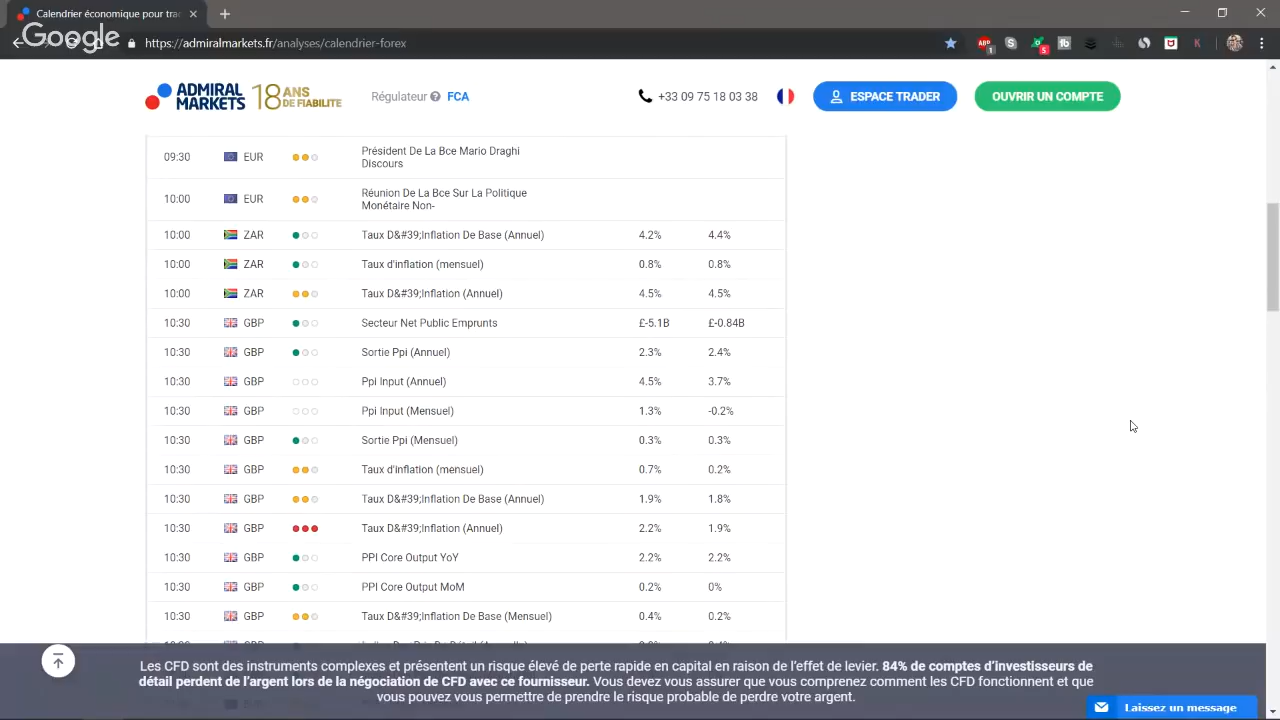 Calendrier économique pour tra
Google
https://admiralmarkets.fr/analyses/calendrier-forex
ADMIRAL MARKETS
18 ANS DE FIABILITE
Régulateur ? FCA
+33 09 75 18 03 38
ESPACE TRADER
OUVRIR UN COMPTE
09:30 EUR Président De La Bce Mario Draghi
Discours
10:00 EUR Réunion De La Bce Sur La Politique
Monétaire Non-
10:00 ZAR Taux D&#39;Inflation De Base (Annuel) 4.2% 4.4%
10:00 ZAR Taux d'inflation (mensuel) 0.8% 0.8%
10:00 ZAR Taux D&#39;Inflation (Annuel) 4.5% 4.5%
10:30 GBP Secteur Net Public Emprunts £-5.1B £-0.84B
10:30 GBP Sortie Ppi (Annuel) 2.3% 2.4%
10:30 GBP Ppi Input (Annuel) 4.5% 3.7%
10:30 GBP Ppi Input (Mensuel) 1.3% -0.2%
10:30 GBP Sortie Ppi (Mensuel) 0.3% 0.3%
10:30 GBP Taux d'inflation (mensuel) 0.7% 0.2%
10:30 GBP Taux D&#39;Inflation De Base (Annuel) 1.9% 1.8%
10:30 GBP Taux D&#39;Inflation (Annuel) 2.2% 1.9%
10:30 GBP PPI Core Output YoY 2.2% 2.2%
10:30 GBP PPI Core Output MoM 0.2% 0%
10:30 GBP Taux D&#39;Inflation De Base (Mensuel) 0.4% 0.2%
Les CFD sont des instruments complexes et présentent un risque élevé de perte rapide en capital en raison de l'effet de levier. 84% de comptes d'investisseurs de
détail perdent de l'argent lors de la négociation de CFD avec ce fournisseur. Vous devez vous assurer que vous comprenez comment les CFD fonctionnent et que
vous pouvez vous permettre de prendre le risque probable de perdre votre argent.
Laissez un message